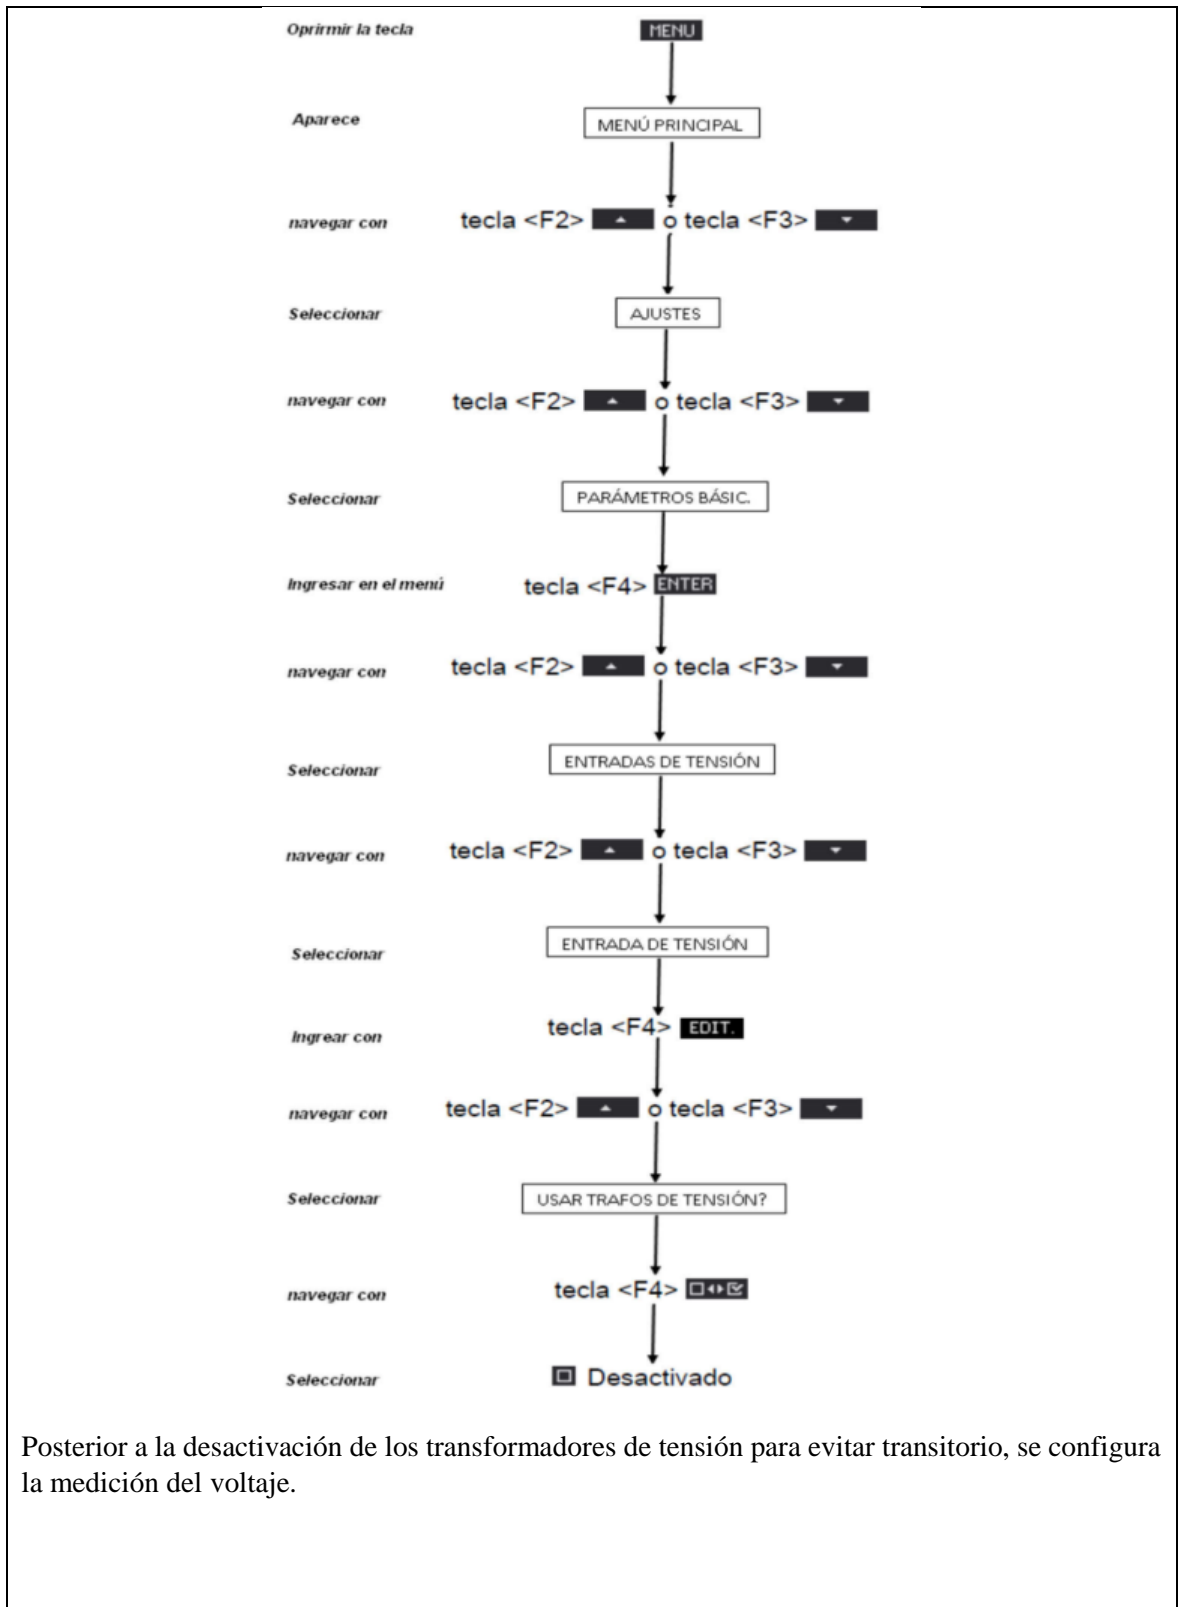 Oprirmir la tecla MENU
Aparece MENÚ PRINCIPAL
navegar con tecla <F2> o tecla <F3>
Seleccionar AJUSTES
navegar con tecla <F2> o tecla <F3>
Seleccionar PARÁMETROS BÁSIC.
Ingresar en el menú tecla <F4> ENTER
navegar con tecla <F2> o tecla <F3>
Seleccionar ENTRADAS DE TENSIÓN
navegar con tecla <F2> o tecla <F3>
Seleccionar ENTRADA DE TENSIÓN
Ingrear con tecla <F4> EDIT.
navegar con tecla <F2> o tecla <F3>
Seleccionar USAR TRAFOS DE TENSIÓN?
navegar con tecla <F4>
Seleccionar Desactivado
Posterior a la desactivación de los transformadores de tensión para evitar transitorio, se configura
la medición del voltaje.